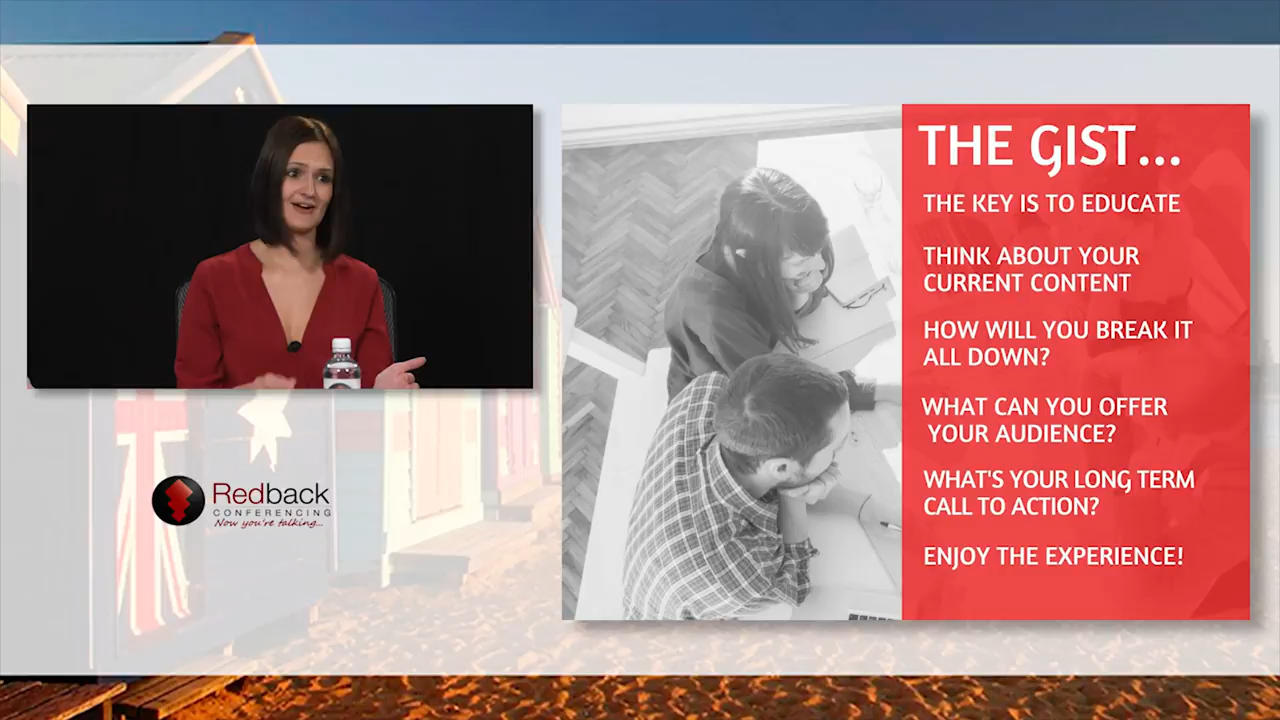 Redback
CONFERENCING
Now you're talking...
THE GIST...
THE KEY IS TO EDUCATE
THINK ABOUT YOUR
CURRENT CONTENT
HOW WILL YOU BREAK IT
ALL DOWN?
WHAT CAN YOU OFFER
YOUR AUDIENCE?
WHAT'S YOUR LONG TERM
CALL TO ACTION?
ENJOY THE EXPERIENCE!